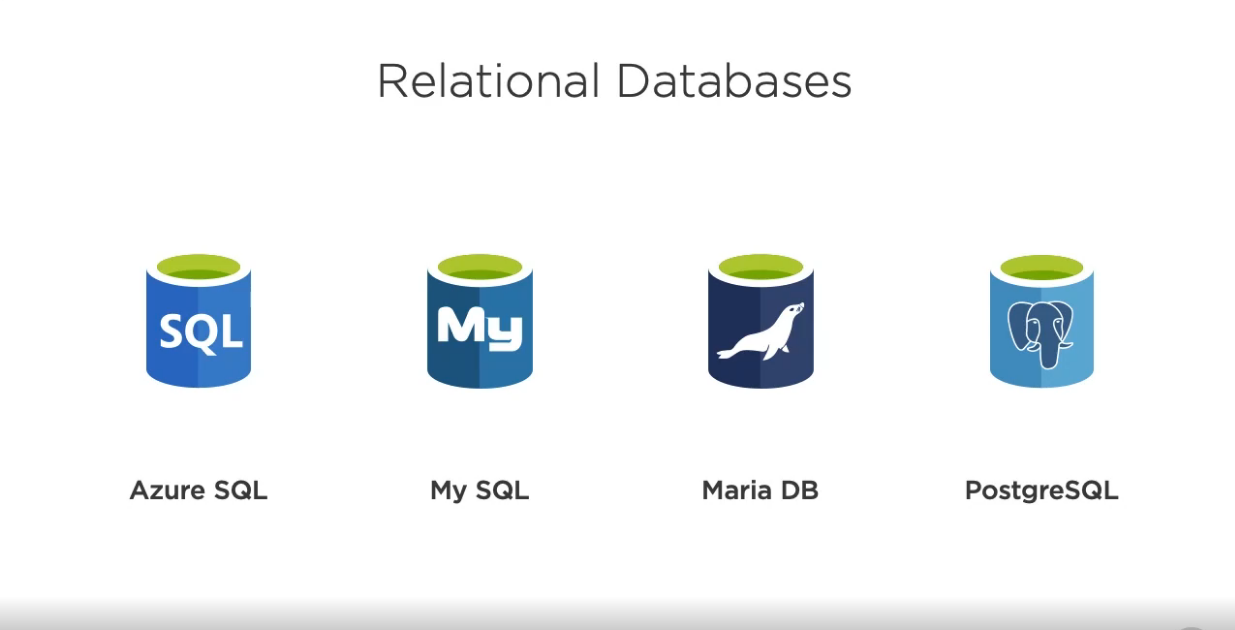 Relational Databases
SQL
My
Azure SQL
My SQL
Maria DB
PostgreSQL